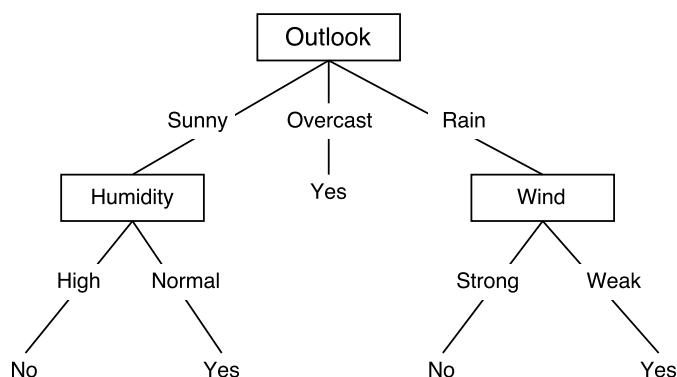 Outlook
Sunny Overcast Rain
Humidity Yes Wind
High Normal Strong Weak
No Yes No Yes